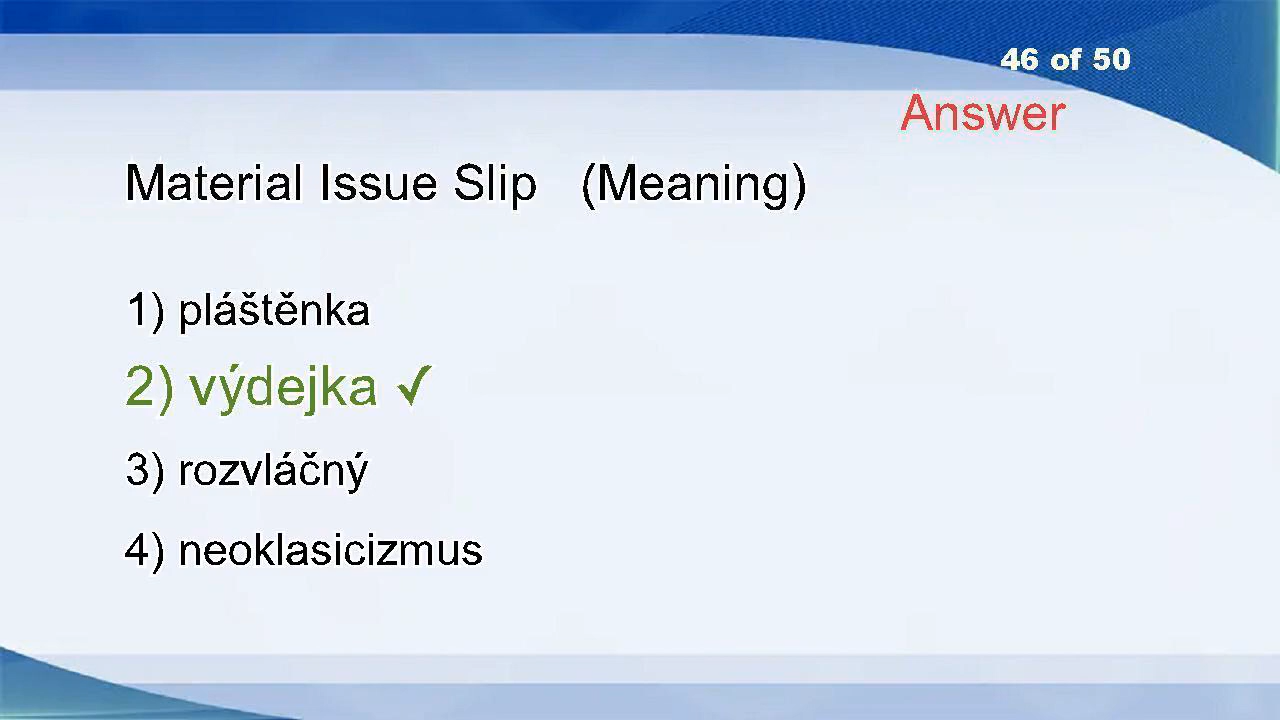 46 of 50
Answer
Material Issue Slip (Meaning)
1) pláštěnka
2) výdejka ✓
3) rozvláčný
4) neoklasicizmus